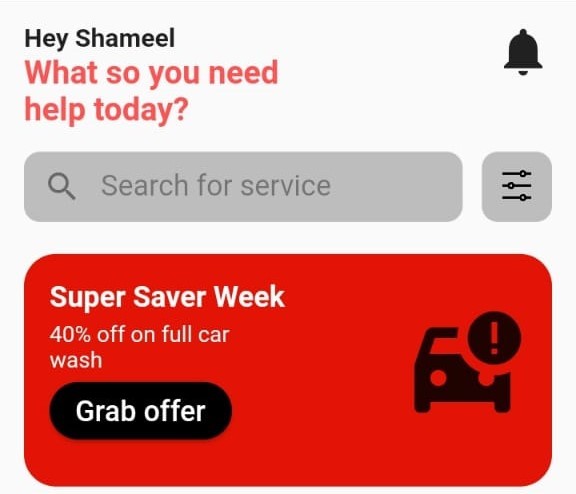 Hey Shameel
What so you need
help today?
Search for service
Super Saver Week
40% off on full car
wash
Grab offer